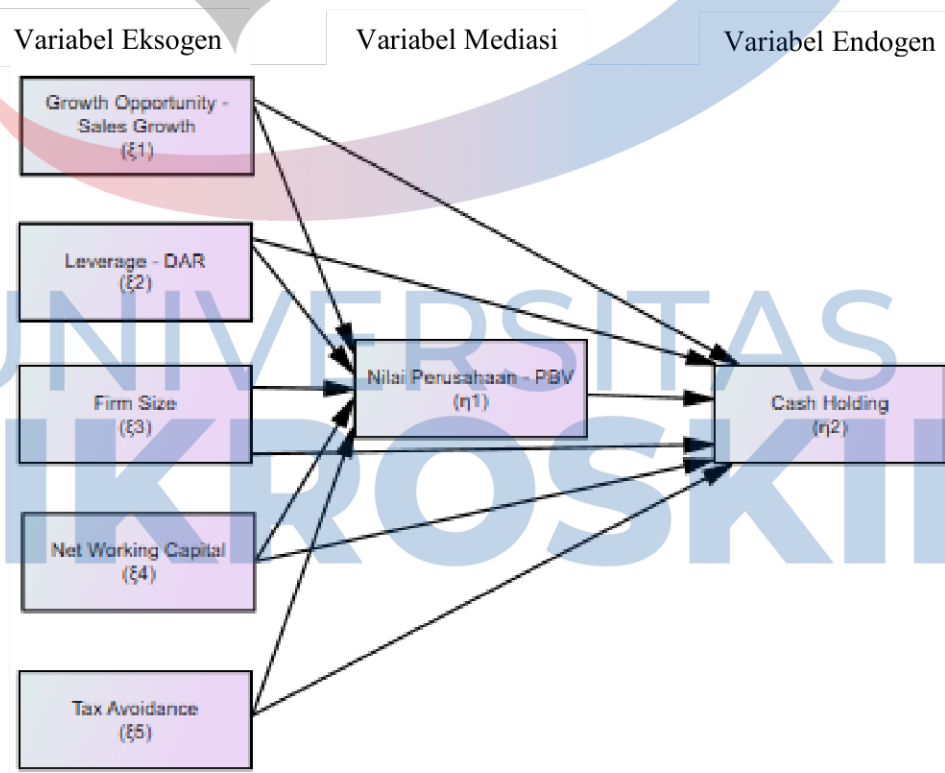 Variabel Eksogen
Variabel Mediasi
Variabel Endogen
Growth Opportunity -
Sales Growth
(ξ1)
Leverage - DAR
(ξ2)
UNIVERSITAS
Nilai Perusahaan - PBV
(η1)
Firm Size
(ξ3)
Cash Holding
(η2)
IKROSKIL
Net Working Capital
(ξ4)
Tax Avoidance
(ξ5)